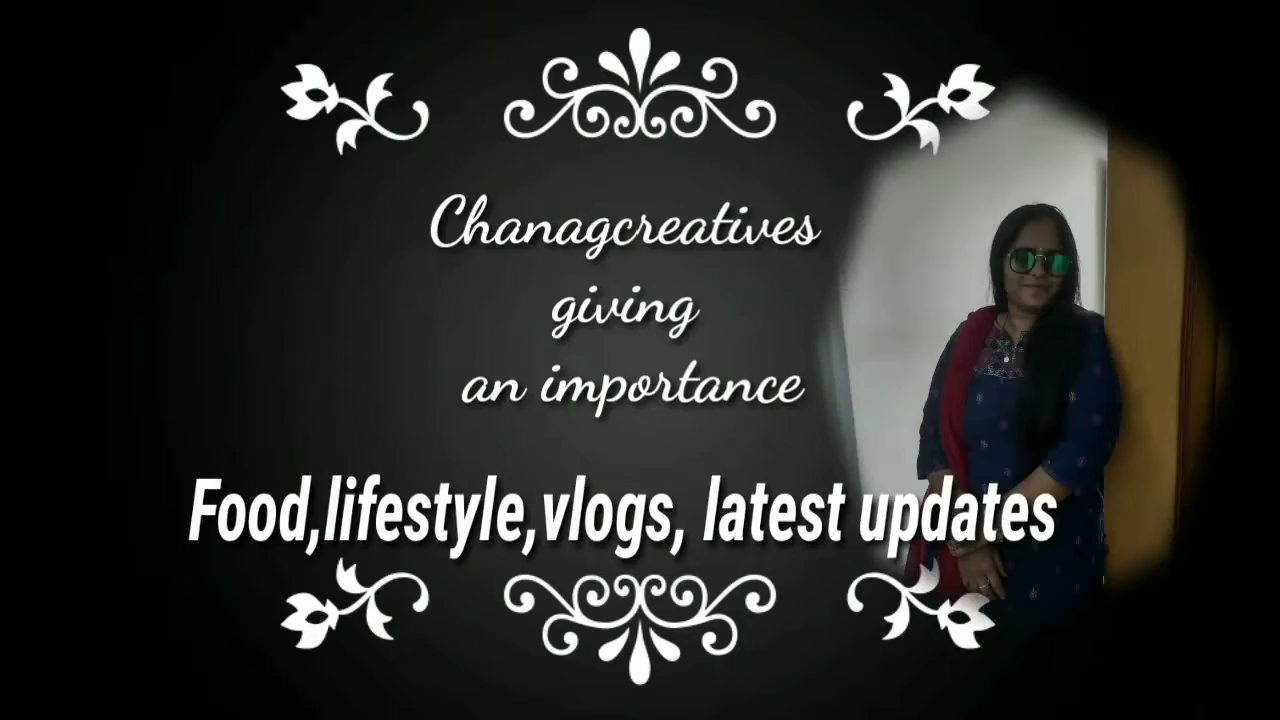 Chanagcreatives
giving
an importance
Food,lifestyle,vlogs, latest updates